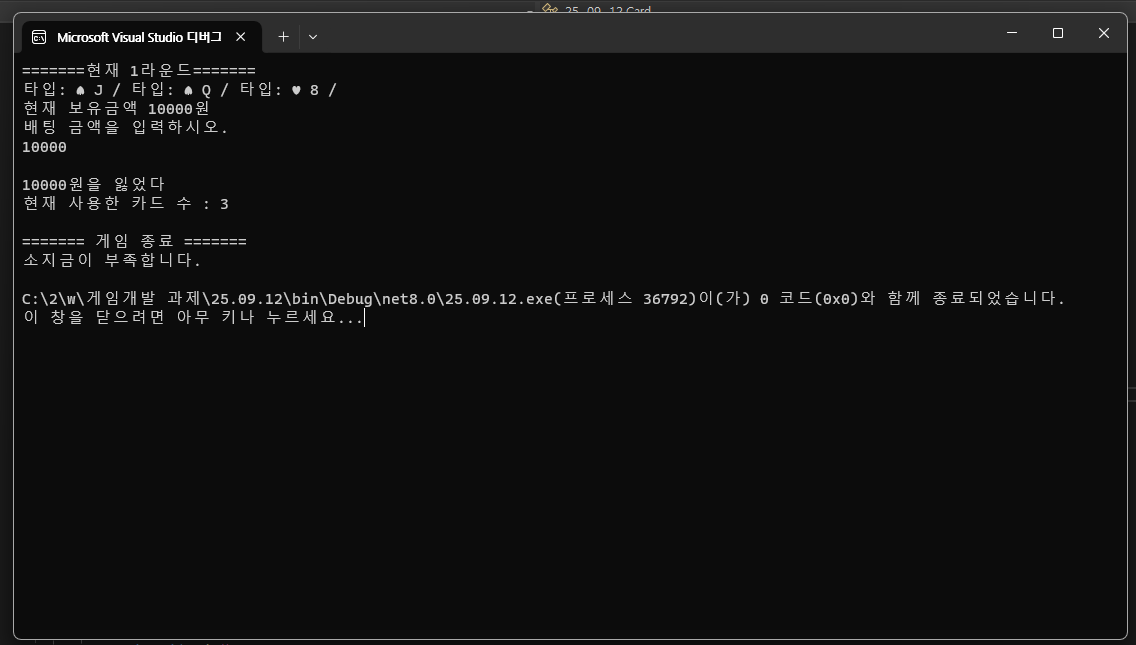 25_09_12.Card
Microsoft Visual Studio 디버그
=======현재 1라운드=======
타입: ♠ J / 타입: ♠ Q / 타입: ♥ 8 /
현재 보유금액 10000원
배팅 금액을 입력하시오.
10000
10000원을 잃었다
현재 사용한 카드 수 : 3
======= 게임 종료 =======
소지금이 부족합니다.
C:\2\w\게임개발 과제\25.09.12\bin\Debug\net8.0\25.09.12.exe(프로세스 36792)이(가) 0 코드(0x0)와 함께 종료되었습니다.
이 창을 닫으려면 아무 키나 누르세요...